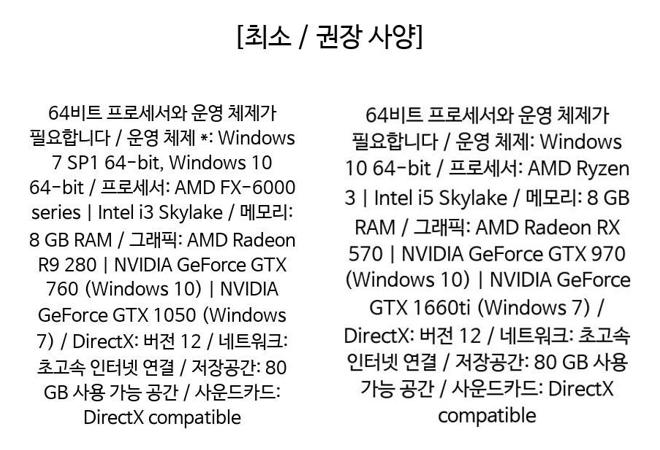 [최소 / 권장 사양]
64비트 프로세서와 운영 체제가
필요합니다 / 운영 체제 *: Windows
7 SP1 64-bit, Windows 10
64-bit / 프로세서: AMD FX-6000
series | Intel i3 Skylake / 메모리:
8 GB RAM / 그래픽: AMD Radeon
R9 280 | NVIDIA GeForce GTX
760 (Windows 10) | NVIDIA
GeForce GTX 1050 (Windows
7) / DirectX: 버전 12 / 네트워크:
초고속 인터넷 연결 / 저장공간: 80
GB 사용 가능 공간 / 사운드카드:
DirectX compatible
64비트 프로세서와 운영 체제가
필요합니다 / 운영 체제: Windows
10 64-bit / 프로세서: AMD Ryzen
3 | Intel i5 Skylake / 메모리: 8 GB
RAM / 그래픽: AMD Radeon RX
570 | NVIDIA GeForce GTX 970
(Windows 10) | NVIDIA GeForce
GTX 1660ti (Windows 7) /
DirectX: 버전 12 / 네트워크: 초고속
인터넷 연결 / 저장공간: 80 GB 사용
가능 공간 / 사운드카드: DirectX
compatible